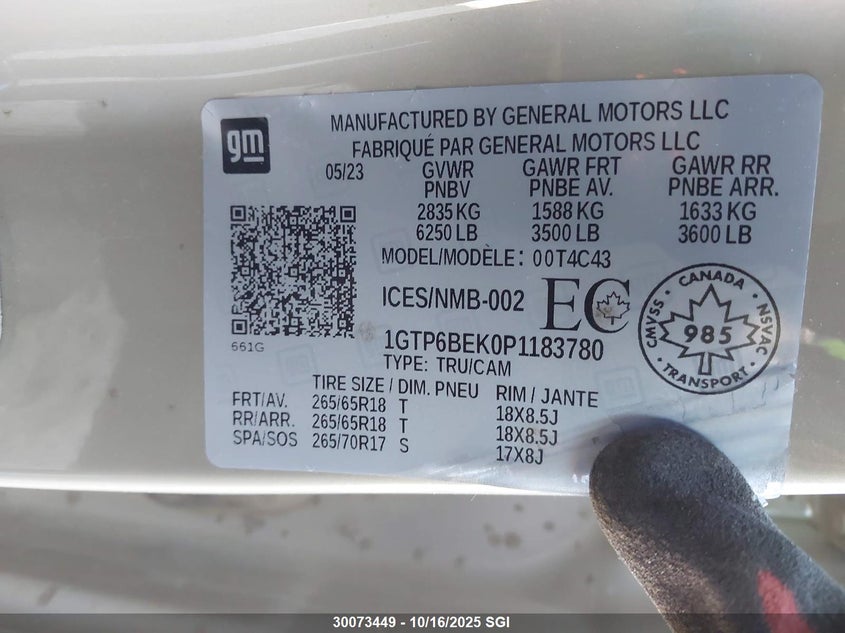 gm
MANUFACTURED BY GENERAL MOTORS LLC
FABRIQUÉ PAR GENERAL MOTORS LLC
05/23 GVWR GAWR FRT GAWR RR
PNBV PNBE AV. PNBE ARR.
2835 KG 1588 KG 1633 KG
6250 LB 3500 LB 3600 LB
MODEL/MODÈLE: 00T4C43
ICES/NMB-002 EC
CANADA
CMVSS 985 NSVAC
TRANSPORT
661G
1GTP6BEK0P1183780
TYPE: TRU/CAM
TIRE SIZE / DIM. PNEU RIM / JANTE
FRT/AV. 265/65R18 T 18X8.5J
RR/ARR. 265/65R18 T 18X8.5J
SPA/SOS 265/70R17 S 17X8J
30073449 - 10/16/2025 SGI